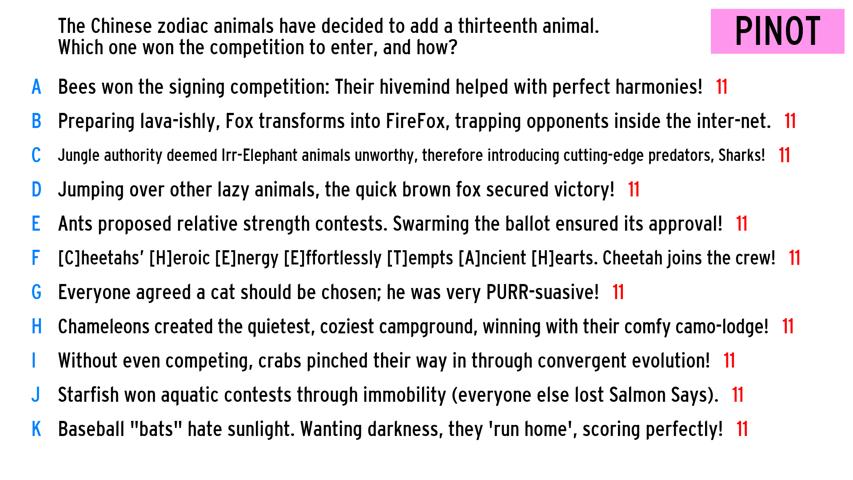 The Chinese zodiac animals have decided to add a thirteenth animal.
Which one won the competition to enter, and how?
PINOT
A Bees won the signing competition: Their hivemind helped with perfect harmonies! 11
B Preparing lava-ishly, Fox transforms into FireFox, trapping opponents inside the inter-net. 11
C Jungle authority deemed Irr-Elephant animals unworthy, therefore introducing cutting-edge predators, Sharks! 11
D Jumping over other lazy animals, the quick brown fox secured victory! 11
E Ants proposed relative strength contests. Swarming the ballot ensured its approval! 11
F [C]heetahs' [H]eroic [E]nergy [E]ffortlessly [T]empts [A]ncient [H]earts. Cheetah joins the crew! 11
G Everyone agreed a cat should be chosen; he was very PURR-suasive! 11
H Chameleons created the quietest, coziest campground, winning with their comfy camo-lodge! 11
I Without even competing, crabs pinched their way in through convergent evolution! 11
J Starfish won aquatic contests through immobility (everyone else lost Salmon Says). 11
K Baseball "bats" hate sunlight. Wanting darkness, they 'run home', scoring perfectly! 11